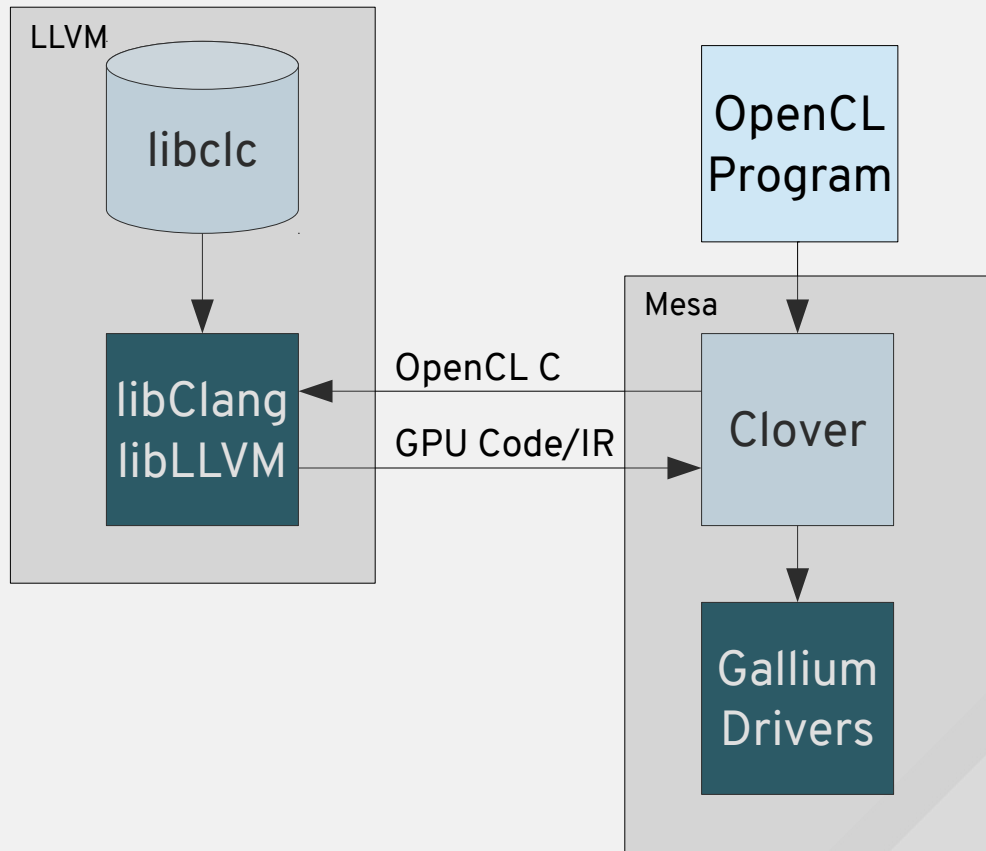 LLVM
libclc
OpenCL
Program
Mesa
OpenCL C
libClang
libLLVM
GPU Code/IR
Clover
Gallium
Drivers